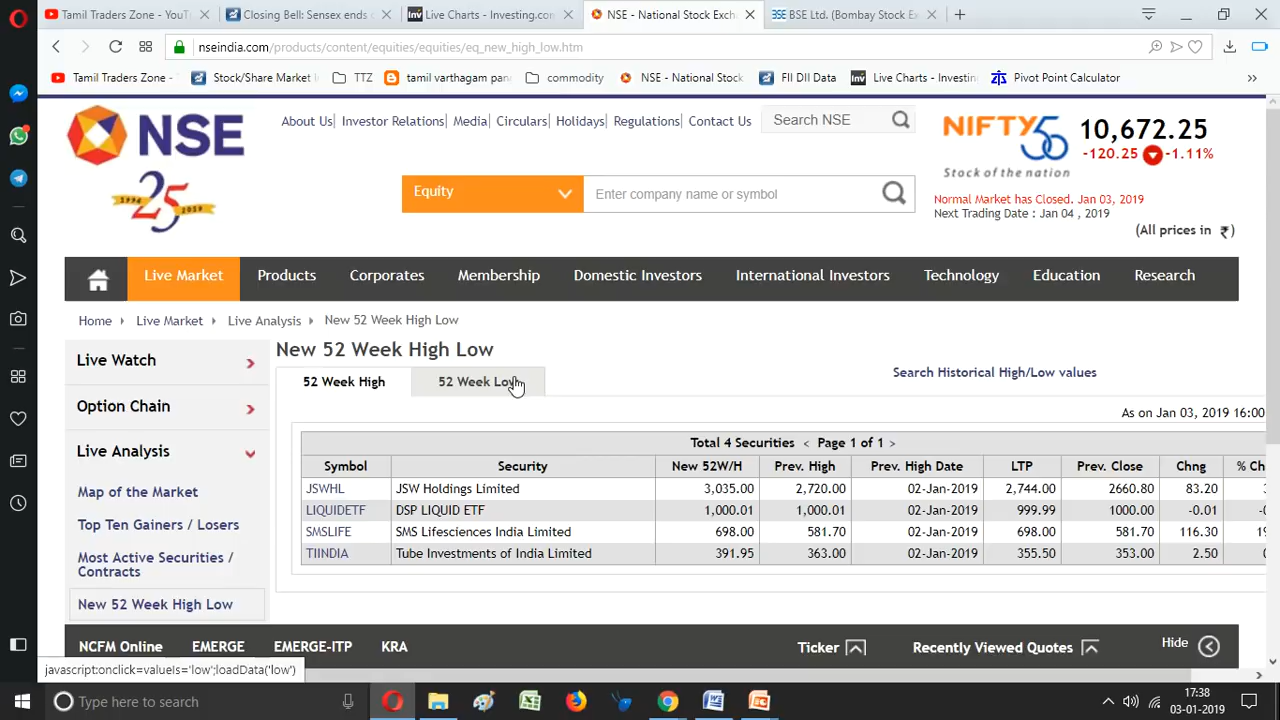 Tamil Traders Zone - YouT
Closing Bell: Sensex ends c
Live Charts - Investing.com
NSE - National Stock Exch
BSE Ltd. (Bombay Stock Ex
nseindia.com/products/content/equities/equities/eq_new_high_low.htm
Tamil Traders Zone -
Stock/Share Market
TTZ
tamil varthagam pan
commodity
NSE - National Stock
FII DII Data
Live Charts - Investin
Pivot Point Calculator
NSE
1994 25 2019
About Us| Investor Relations| Media| Circulars| Holidays| Regulations| Contact Us
Search NSE
NIFTY50
Stock of the nation
10,672.25
-120.25 -1.11%
Equity
Enter company name or symbol
Normal Market has Closed. Jan 03, 2019
Next Trading Date : Jan 04 , 2019
(All prices in ₹)
Live Market Products Corporates Membership Domestic Investors International Investors Technology Education Research
Home Live Market Live Analysis New 52 Week High Low
Live Watch
Option Chain
Live Analysis
Map of the Market
Top Ten Gainers / Losers
Most Active Securities /
Contracts
New 52 Week High Low
New 52 Week High Low
52 Week High 52 Week Low
Search Historical High/Low values
As on Jan 03, 2019 16:00
Total 4 Securities < Page 1 of 1 >
Symbol Security New 52W/H Prev. High Prev. High Date LTP Prev. Close Chng % Ch
JSWHL JSW Holdings Limited 3,035.00 2,720.00 02-Jan-2019 2,744.00 2660.80 83.20
LIQUIDETF DSP LIQUID ETF 1,000.01 1,000.01 02-Jan-2019 999.99 1000.00 -0.01
SMSLIFE SMS Lifesciences India Limited 698.00 581.70 02-Jan-2019 698.00 581.70 116.30
TIINDIA Tube Investments of India Limited 391.95 363.00 02-Jan-2019 355.50 353.00 2.50
NCFM Online EMERGE EMERGE-ITP KRA
Ticker Recently Viewed Quotes Hide
javascript:onclick=valueIs='low';loadData('low')
Type here to search
17:38
03-01-2019